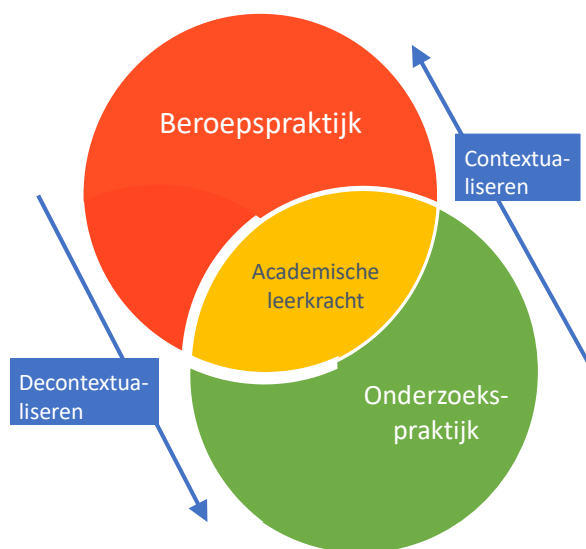 Beroepspraktijk
Contextua-
liseren
Academische
leerkracht
Decontextua-
liseren
Onderzoeks-
praktijk